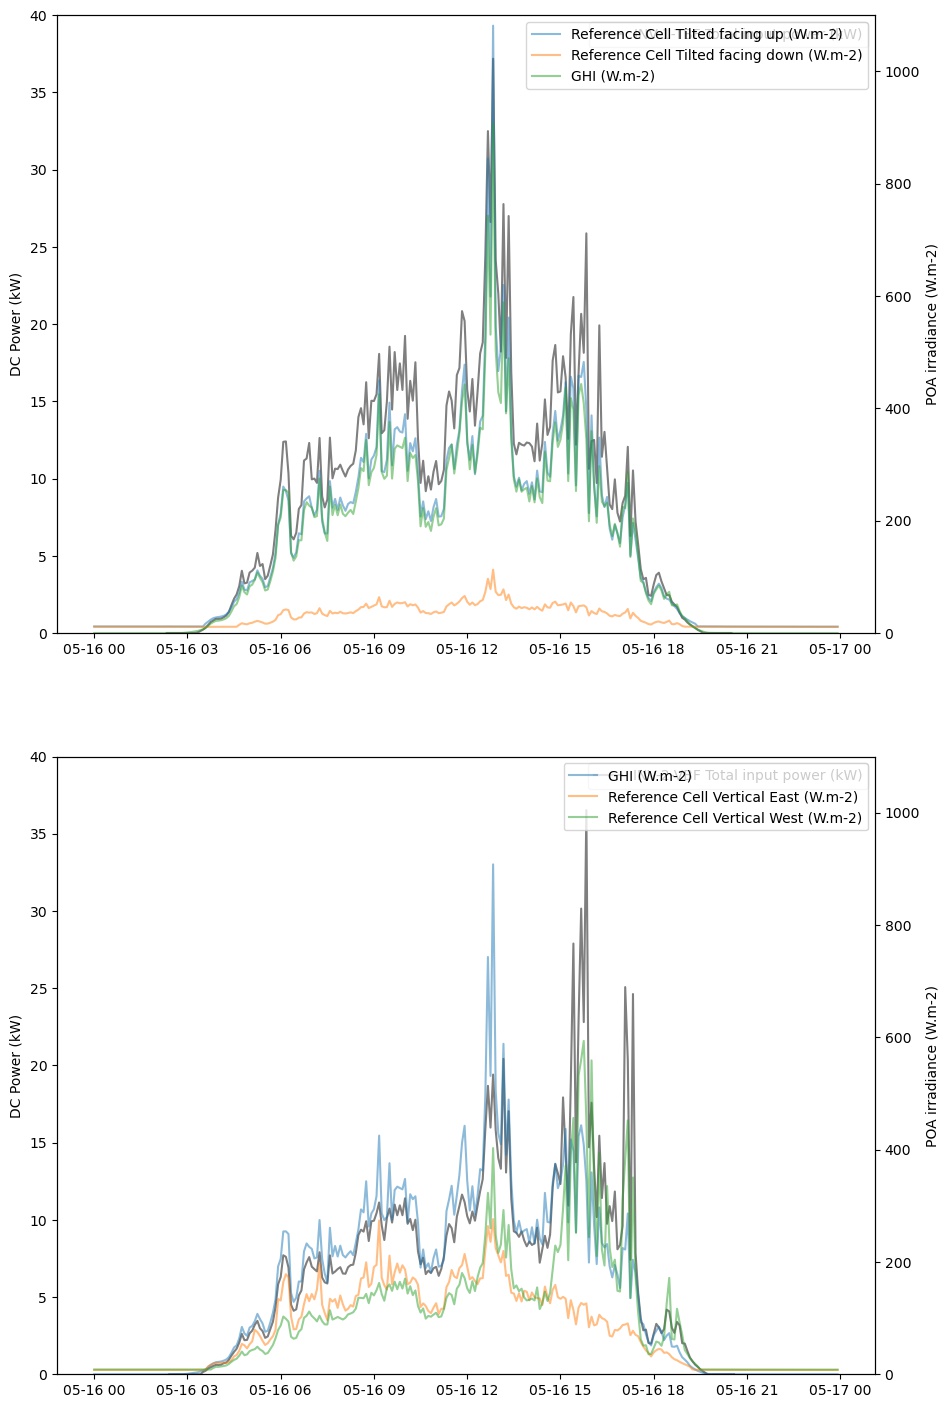 40
35
30
25
20
15
10
5
0
DC Power (kW)
Reference Cell Tilted facing up (W.m-2)
Reference Cell Tilted facing down (W.m-2)
GHI (W.m-2)
1000
800
600
400
200
0
POA irradiance (W.m-2)
05-16 00 05-16 03 05-16 06 05-16 09 05-16 12 05-16 15 05-16 18 05-16 21 05-17 00
40
35
30
25
20
15
10
5
0
DC Power (kW)
GHI (W.m-2)
Total input power (kW)
Reference Cell Vertical East (W.m-2)
Reference Cell Vertical West (W.m-2)
1000
800
600
400
200
0
POA irradiance (W.m-2)
05-16 00 05-16 03 05-16 06 05-16 09 05-16 12 05-16 15 05-16 18 05-16 21 05-17 00